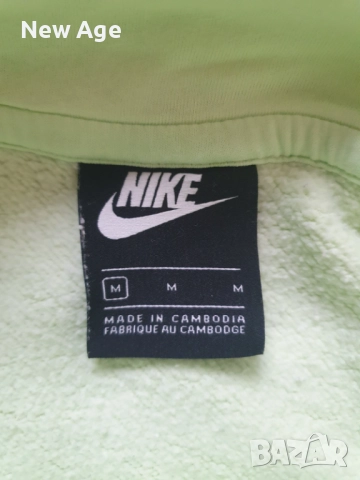 New Age
NIKE
M M M
MADE IN CAMBODIA
FABRIQUE AU CAMBODGE
BAZAR